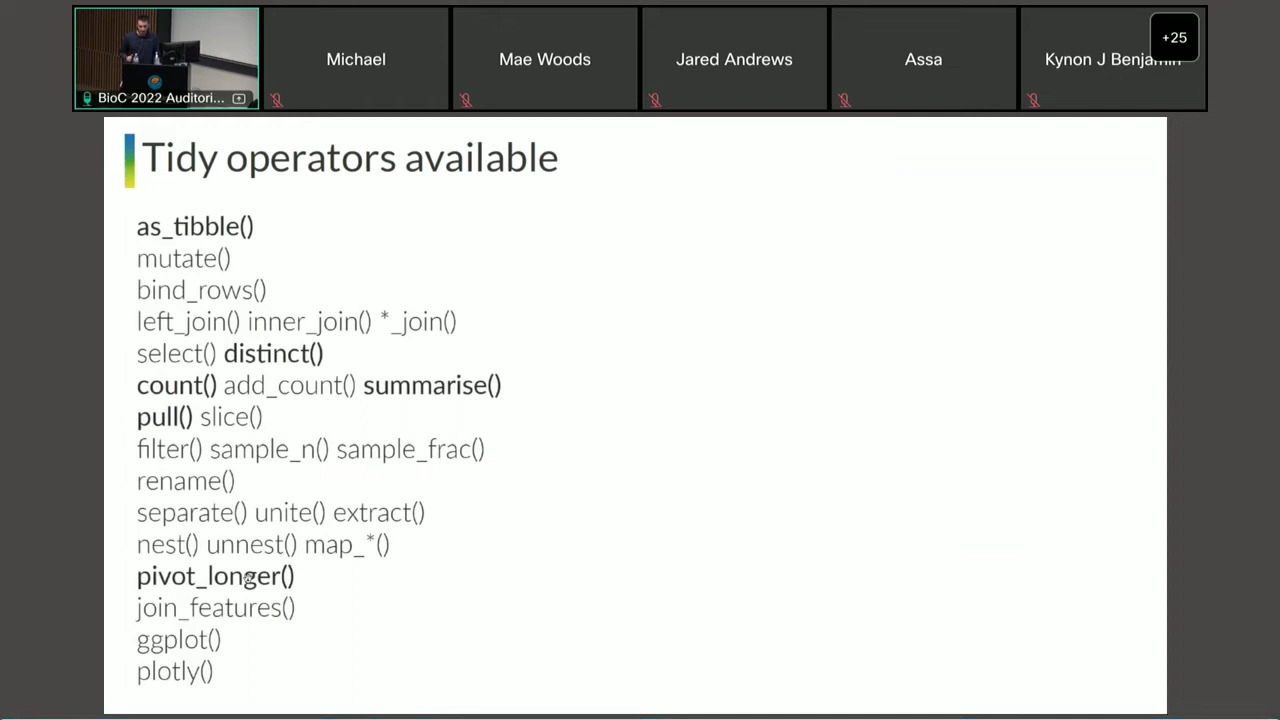 BioC 2022 Auditori...
Michael
Mae Woods
Jared Andrews
Assa
Kynon J Benjamin
+25
Tidy operators available
as_tibble()
mutate()
bind_rows()
left_join() inner_join() *_join()
select() distinct()
count() add_count() summarise()
pull() slice()
filter() sample_n() sample_frac()
rename()
separate() unite() extract()
nest() unnest() map_*()
pivot_longer()
join_features()
ggplot()
plotly()